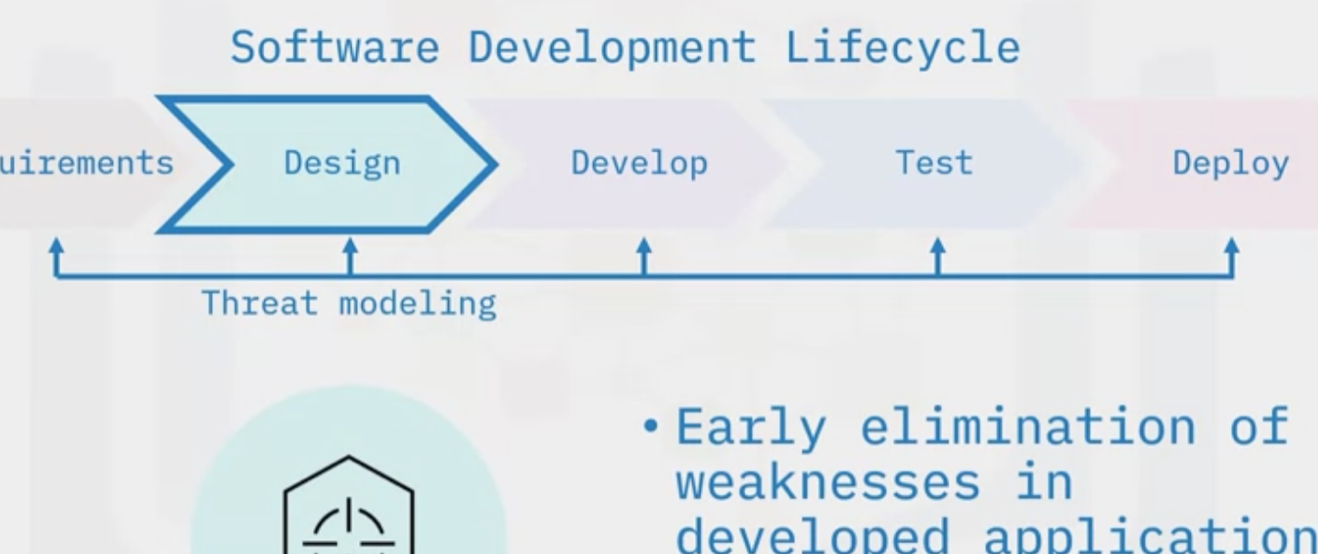 Software Development Lifecycle
uirements Design Develop Test Deploy
Threat modeling
• Early elimination of
weaknesses in
developed application